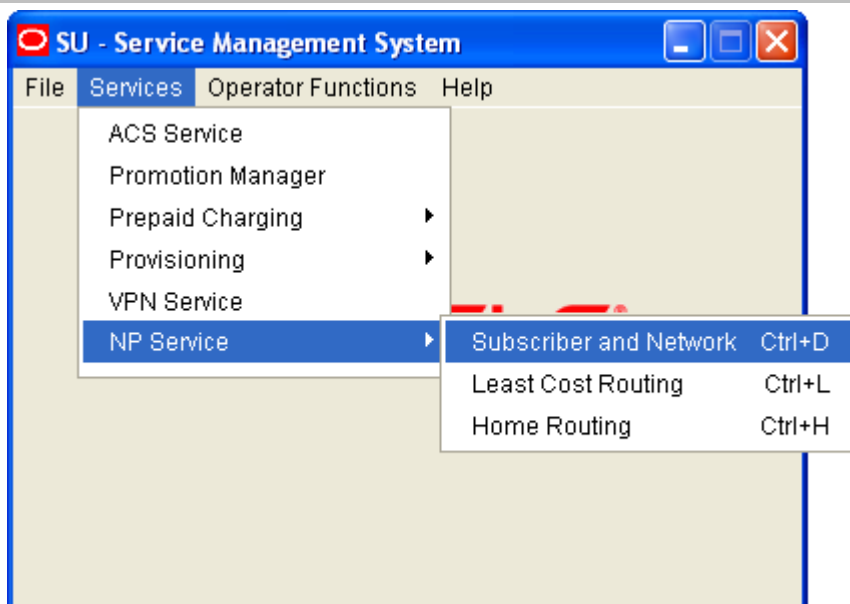 SU - Service Management System
File Services Operator Functions Help
ACS Service
Promotion Manager
Prepaid Charging
Provisioning
VPN Service
NP Service
Subscriber and Network Ctrl+D
Least Cost Routing Ctrl+L
Home Routing Ctrl+H